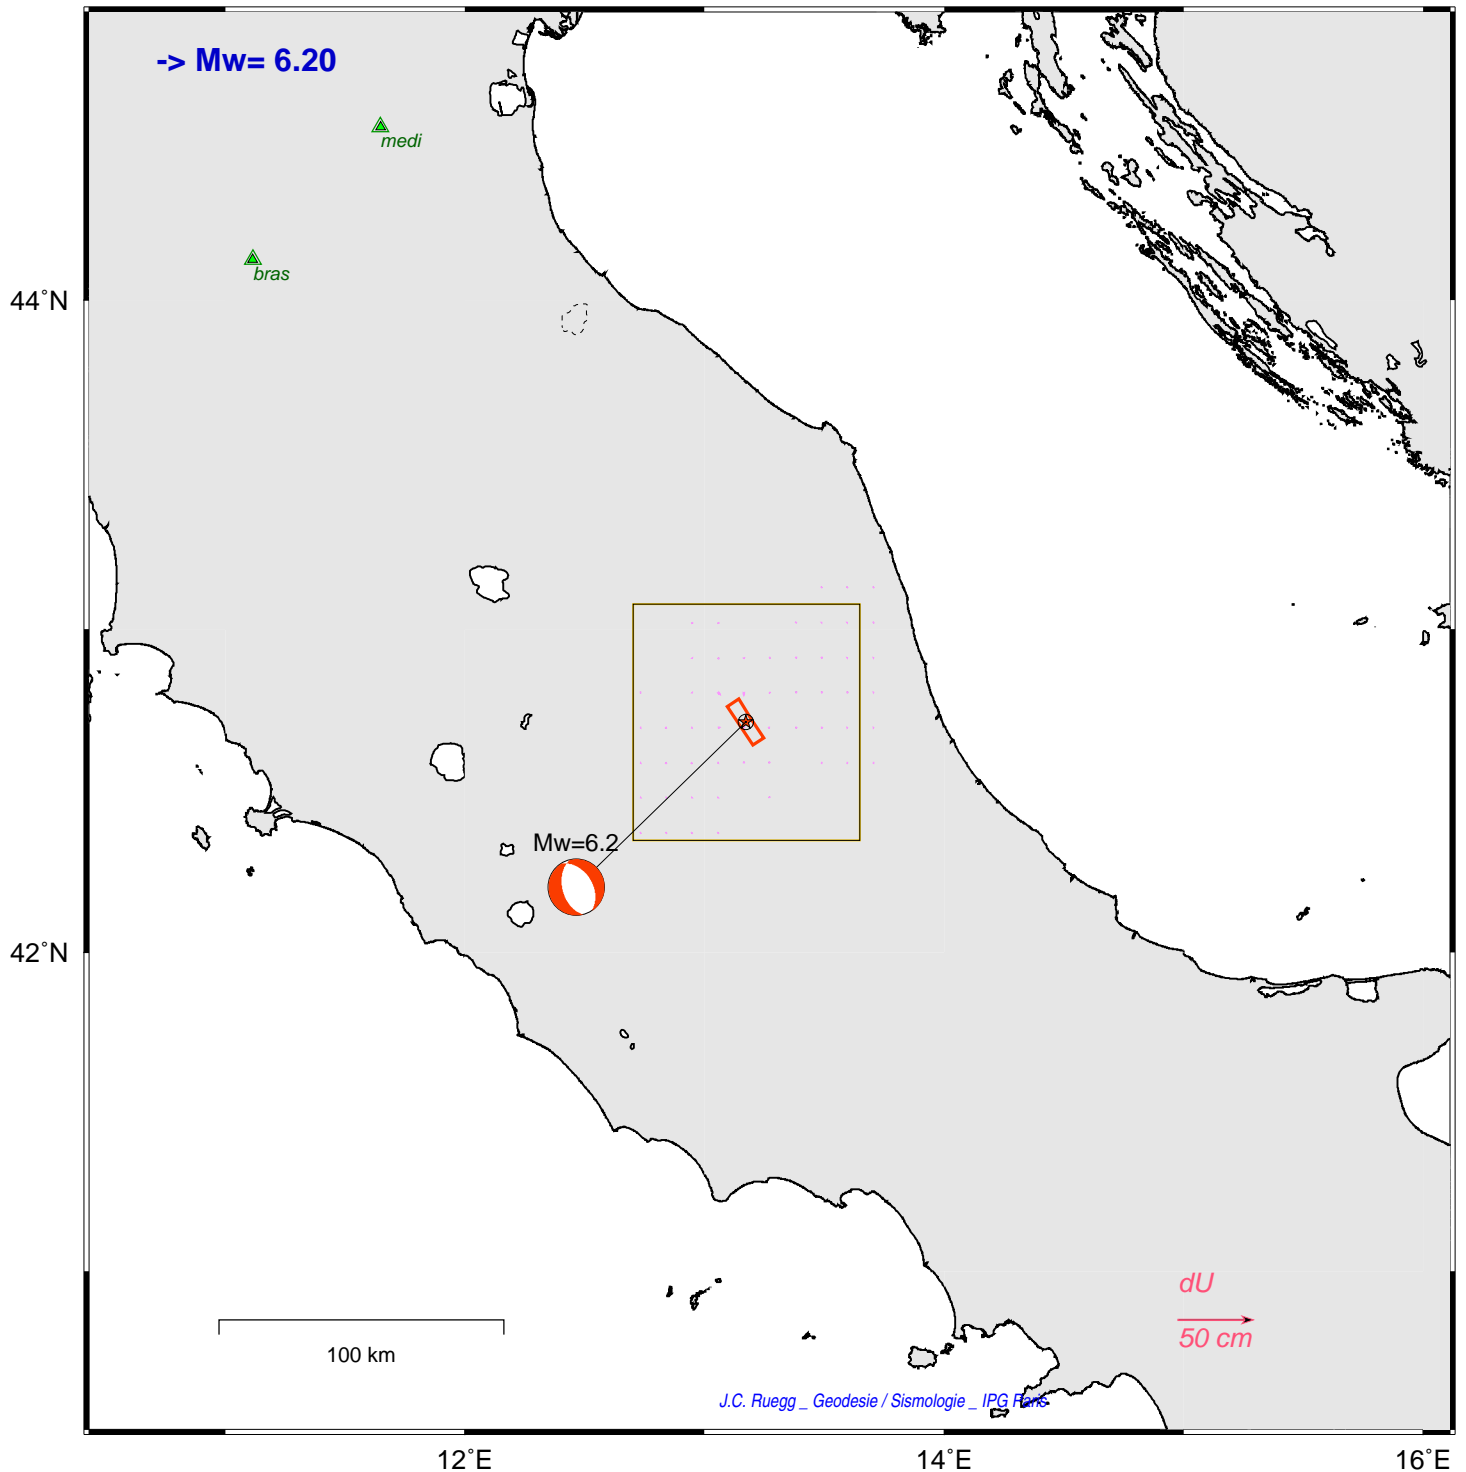 -> Mw= 6.20
medi
bras
44°N
Mw=6.2
42°N
dU
50 cm
100 km
J.C. Ruegg _ Geodesie / Sismologie _ IPG Paris
12°E
14°E
16°E